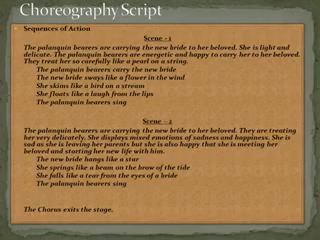 Choreography Script
Sequences of Action
Scene - 1
The palanquin bearers are carrying the new bride to her beloved. She is light and
delicate. The palanquin bearers are energetic and happy to carry her to her beloved.
They treat her so carefully like a pearl on a string.
The palanquin bearers carry the new bride
The new bride sways like a flower in the wind
She skims like a bird on a stream
She floats like a laugh from the lips
The palanquin bearers sing
Scene - 2
The palanquin bearers are carrying the new bride to her beloved. They are treating
her very delicately. She displays mixed emotions of sadness and happiness. She is
sad as she is leaving her parents but she is also happy that she is meeting her
beloved and starting her new life with him.
The new bride hangs like a star
She springs like a beam on the brow of the tide
She falls like a tear from the eyes of a bride
The palanquin bearers sing
The Chorus exits the stage.